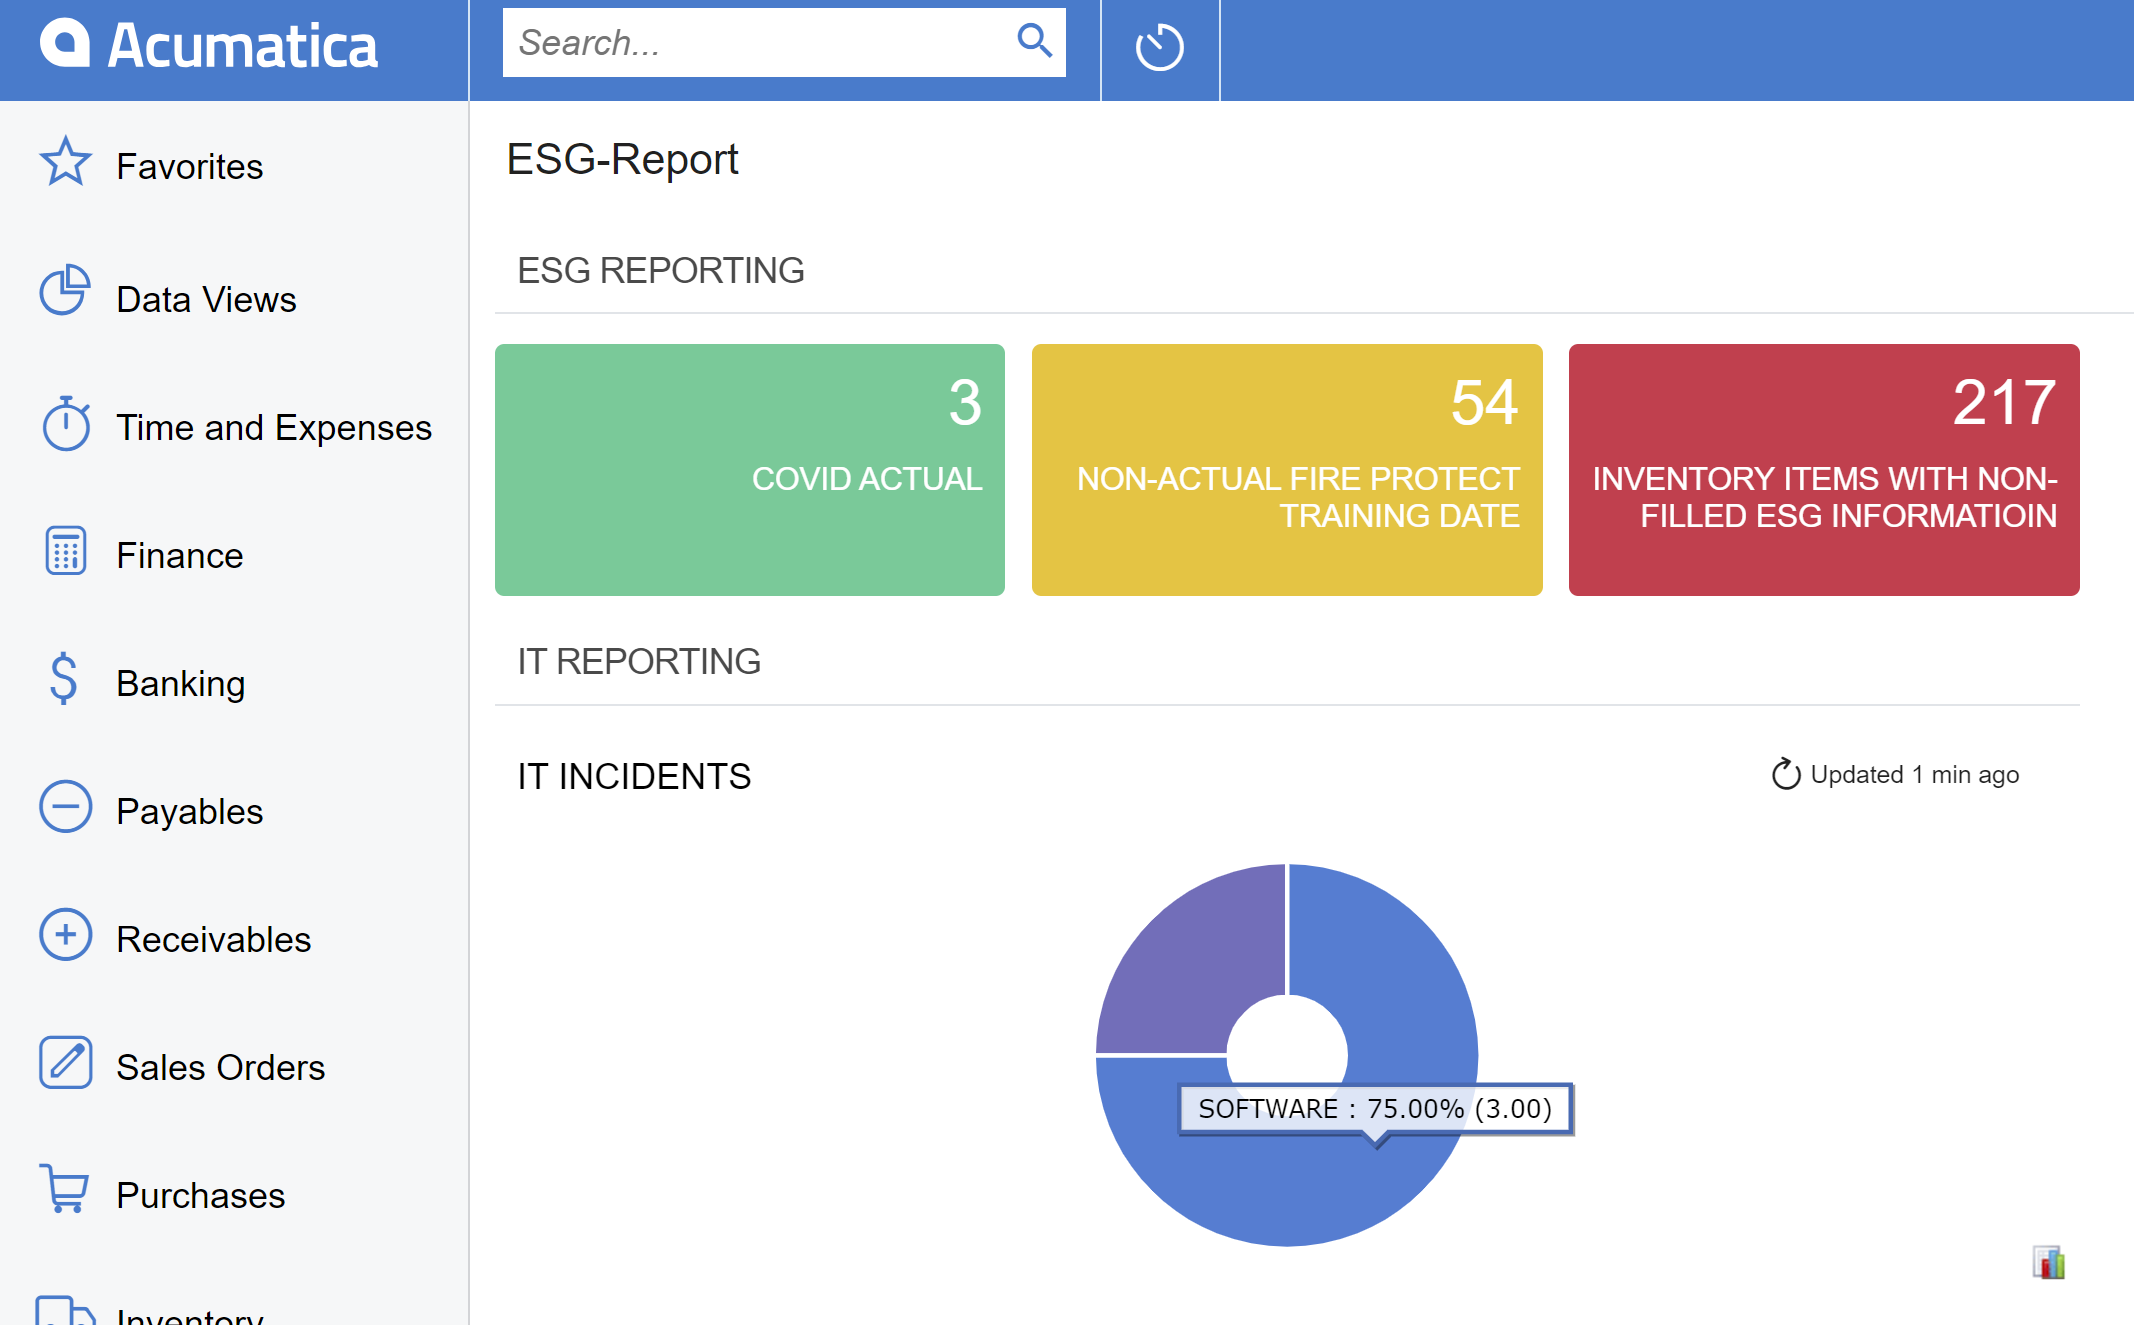 Acumatica
Search...
Favorites
Data Views
Time and Expenses
Finance
Banking
Payables
Receivables
Sales Orders
Purchases
Inventory
ESG-Report
ESG REPORTING
3
COVID ACTUAL
54
NON-ACTUAL FIRE PROTECT
TRAINING DATE
217
INVENTORY ITEMS WITH NON-
FILLED ESG INFORMATIOIN
IT REPORTING
IT INCIDENTS
Updated 1 min ago
SOFTWARE : 75.00% (3.00)